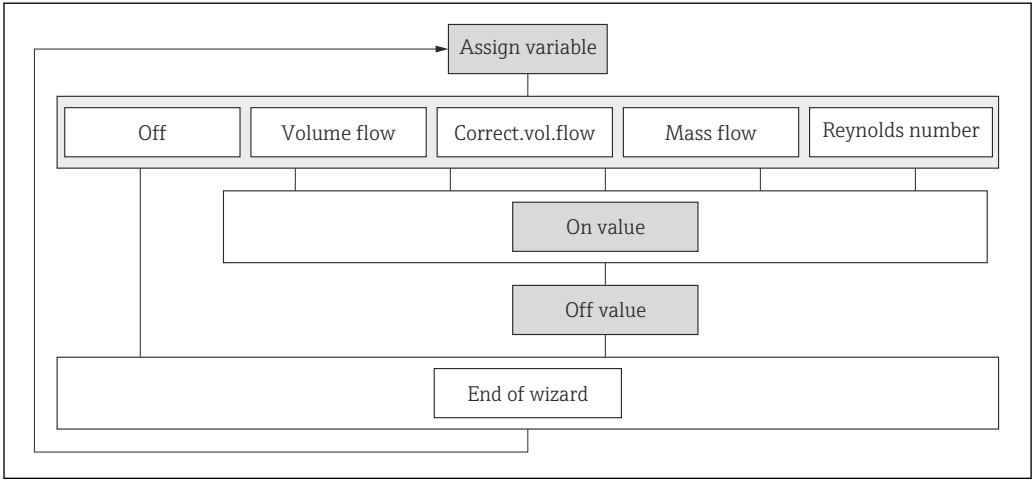 Assign variable
Off
Volume flow
Correct.vol.flow
Mass flow
Reynolds number
On value
Off value
End of wizard